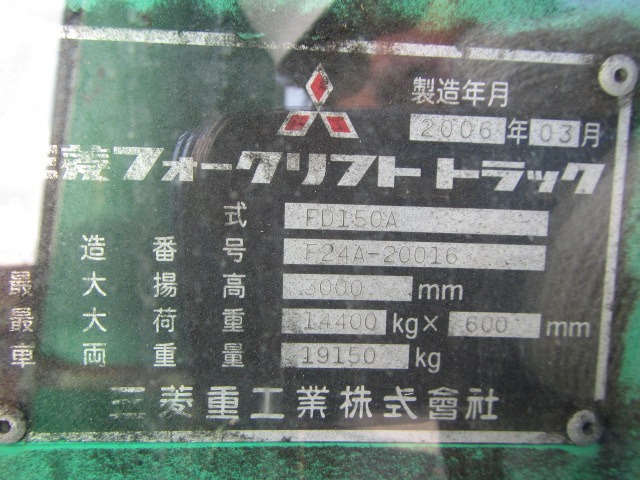 製造年月
2006年03月
三菱フォークリフトトラック
式 FD150A
造番号 F24A-20016
最大揚高 3000 mm
最大荷重 14400 kg× 600 mm
車両重量 19150 kg
三菱重工業株式會社